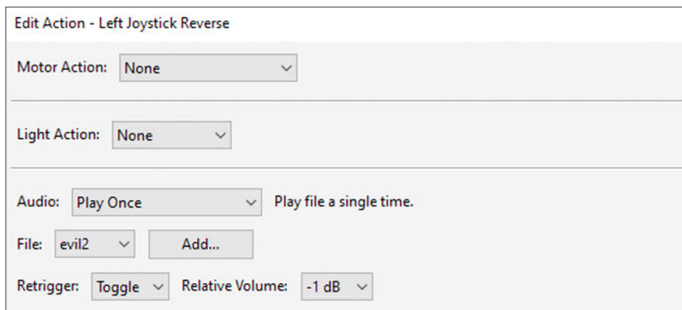 Edit Action - Left Joystick Reverse
Motor Action: None
Light Action: None
Audio: Play Once Play file a single time.
File: evil2 Add...
Retrigger: Toggle Relative Volume: -1 dB